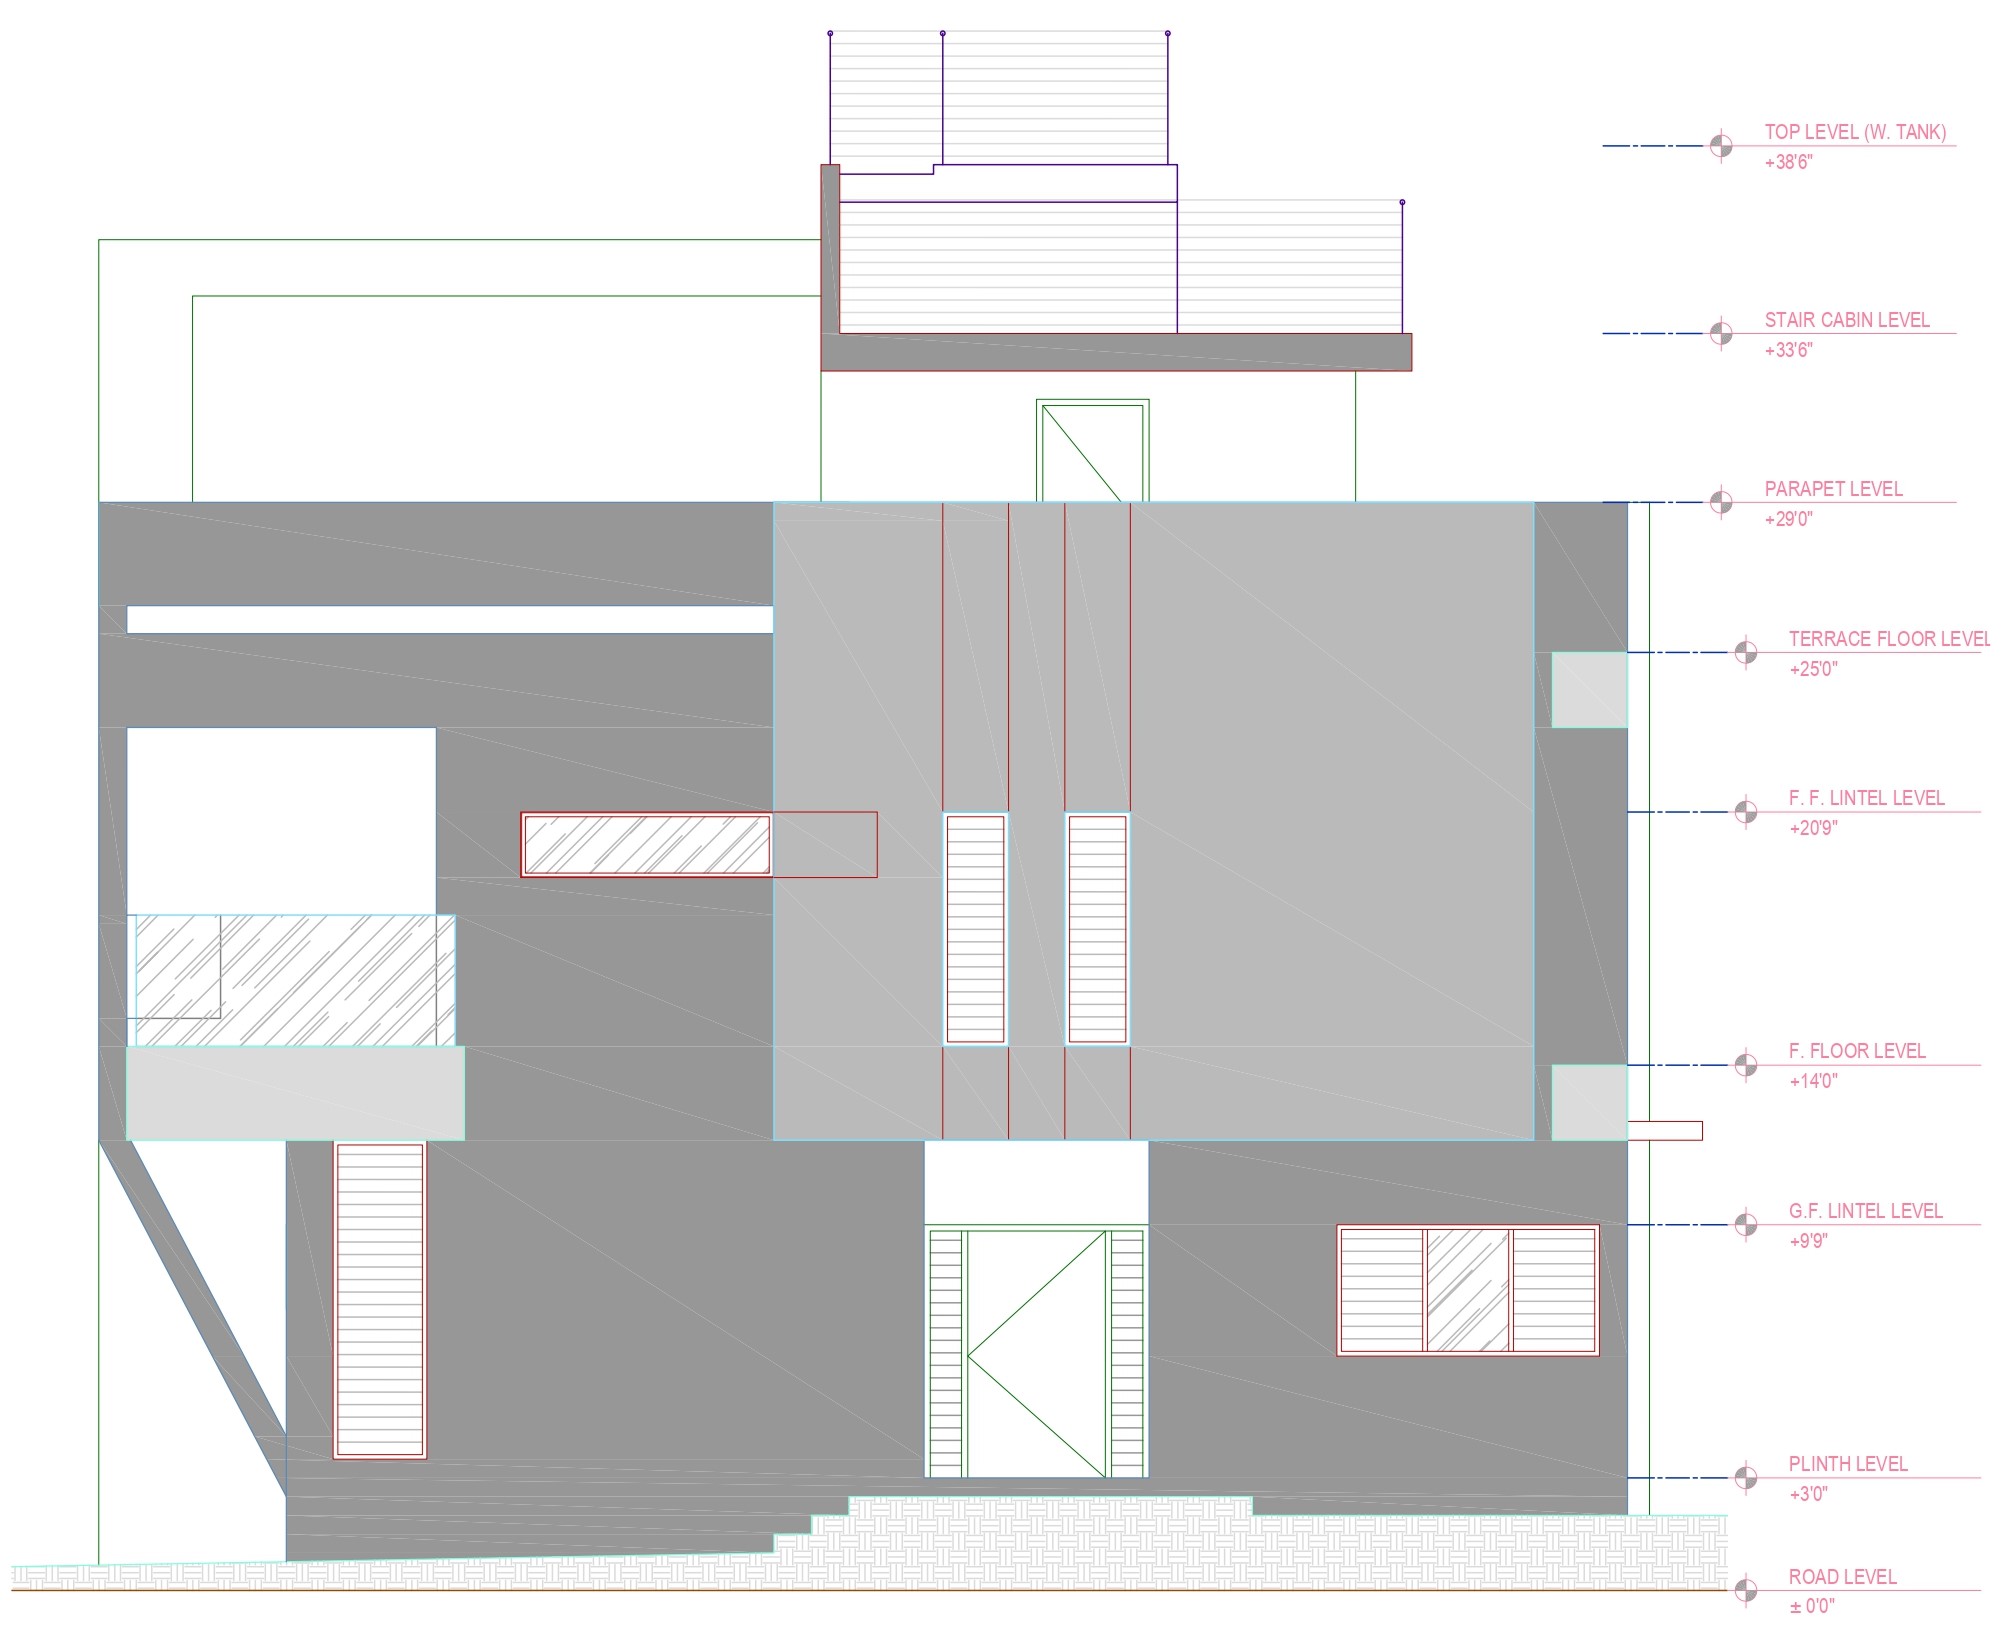 TOP LEVEL (W. TANK)
+38'6"
STAIR CABIN LEVEL
+33'6"
PARAPET LEVEL
+29'0"
TERRACE FLOOR LEVEL
+25'0"
F. F. LINTEL LEVEL
+20'9"
F. FLOOR LEVEL
+14'0"
G.F. LINTEL LEVEL
+9'9"
PLINTH LEVEL
+3'0"
ROAD LEVEL
± 0'0"